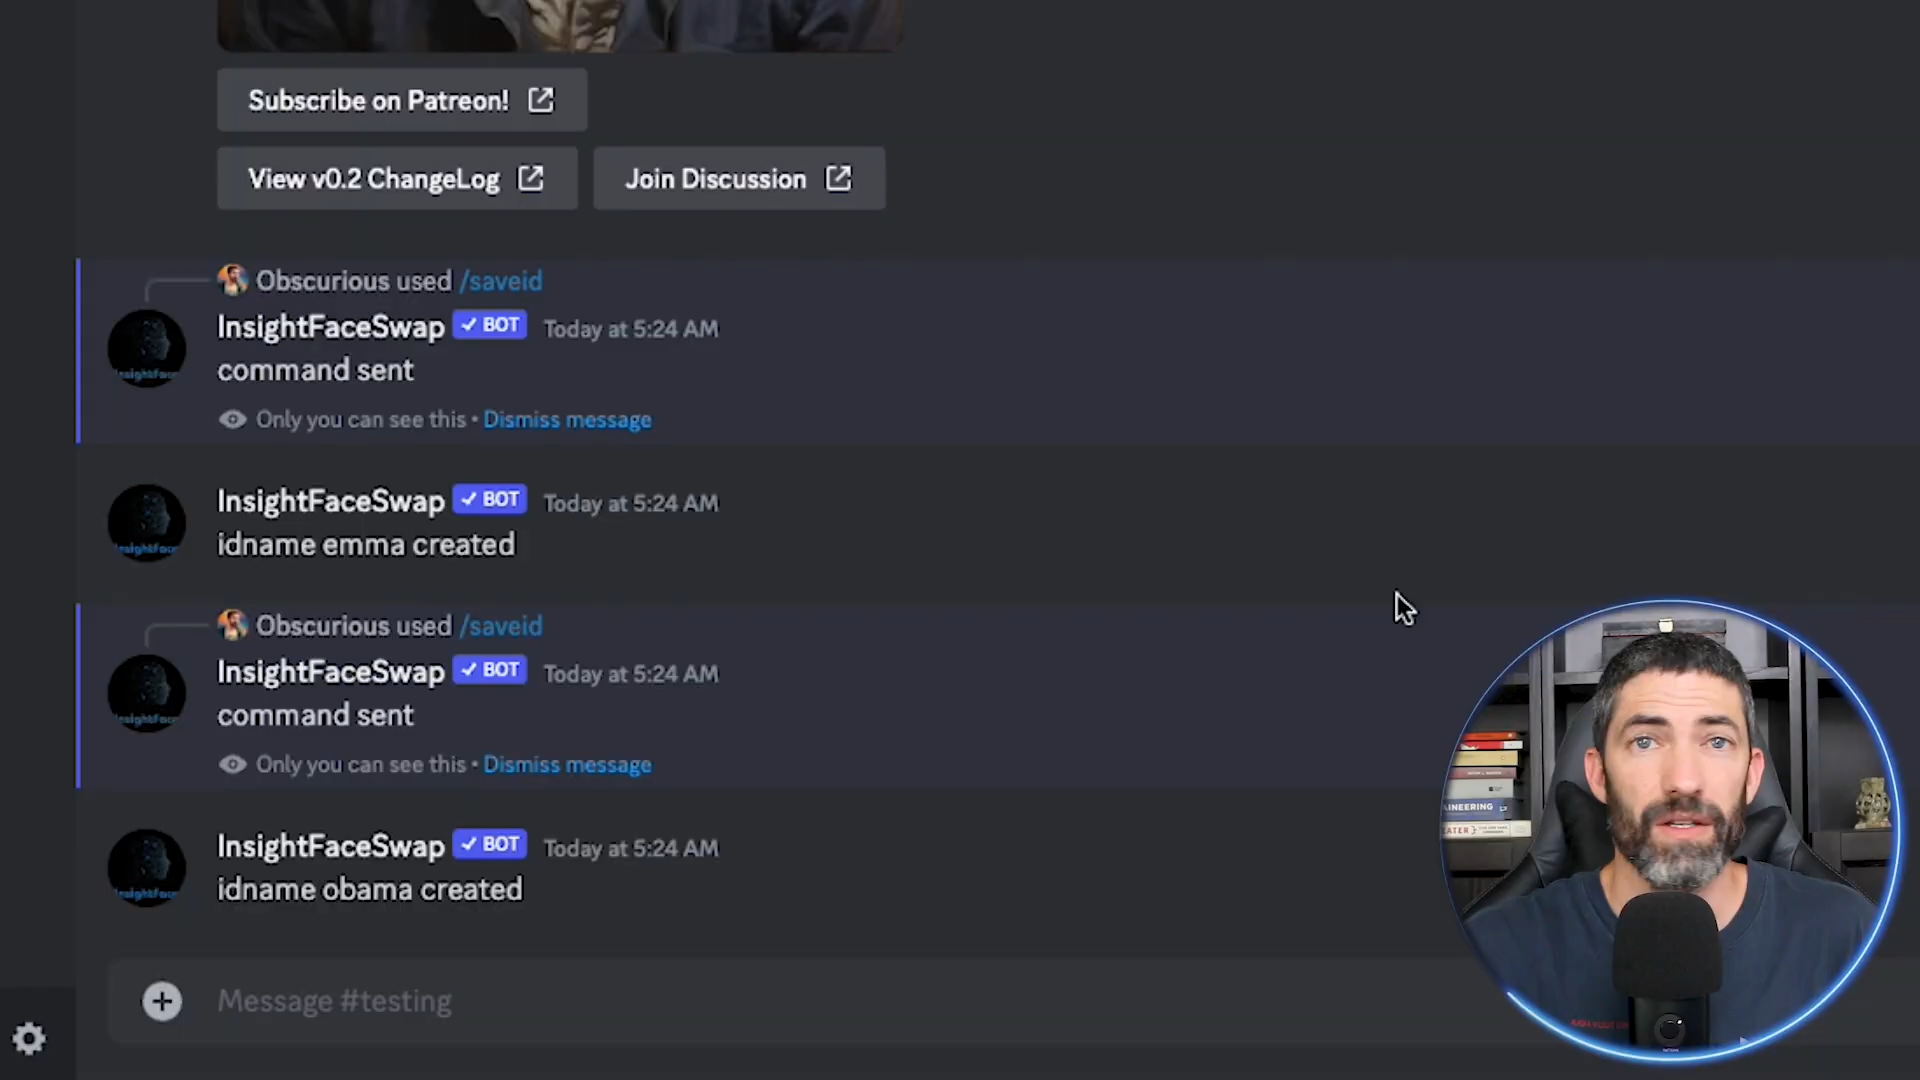 Subscribe on Patreon!
View v0.2 ChangeLog
Join Discussion
Obscurious used /saveid
InsightFaceSwap ✓ BOT Today at 5:24 AM
command sent
Only you can see this • Dismiss message
InsightFaceSwap ✓ BOT Today at 5:24 AM
idname emma created
Obscurious used /saveid
InsightFaceSwap ✓ BOT Today at 5:24 AM
command sent
Only you can see this • Dismiss message
InsightFaceSwap ✓ BOT Today at 5:24 AM
idname obama created
Message #testing